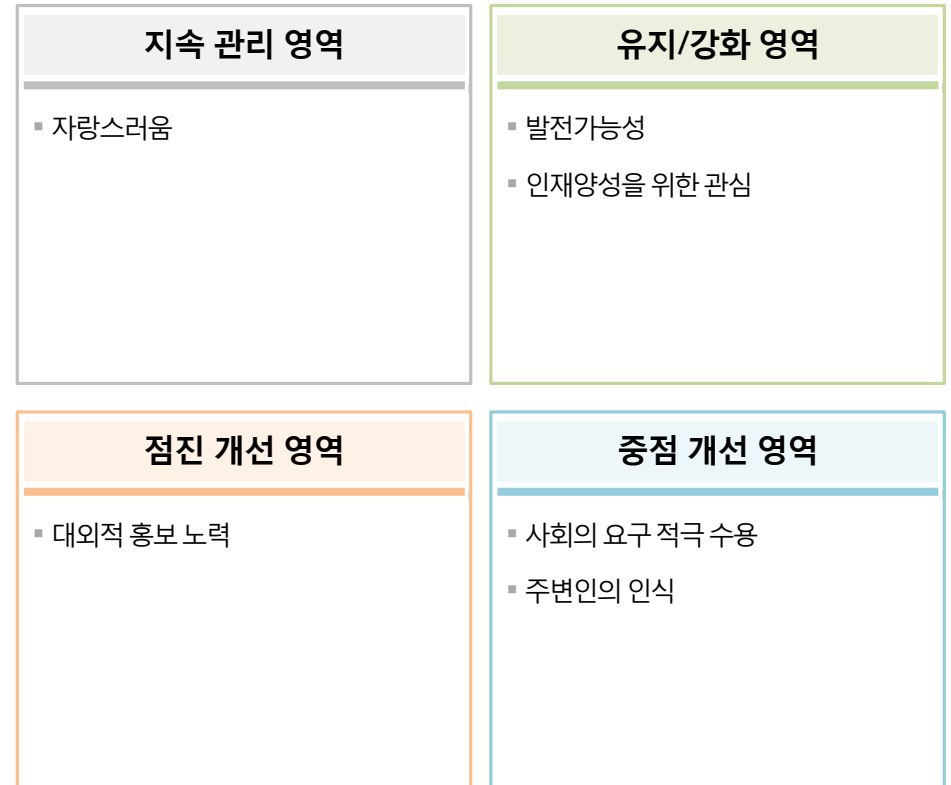 지속 관리 영역
▪ 자랑스러움
유지/강화 영역
▪ 발전가능성
▪ 인재양성을 위한 관심
점진 개선 영역
▪ 대외적 홍보 노력
중점 개선 영역
▪ 사회의 요구 적극 수용
▪ 주변인의 인식